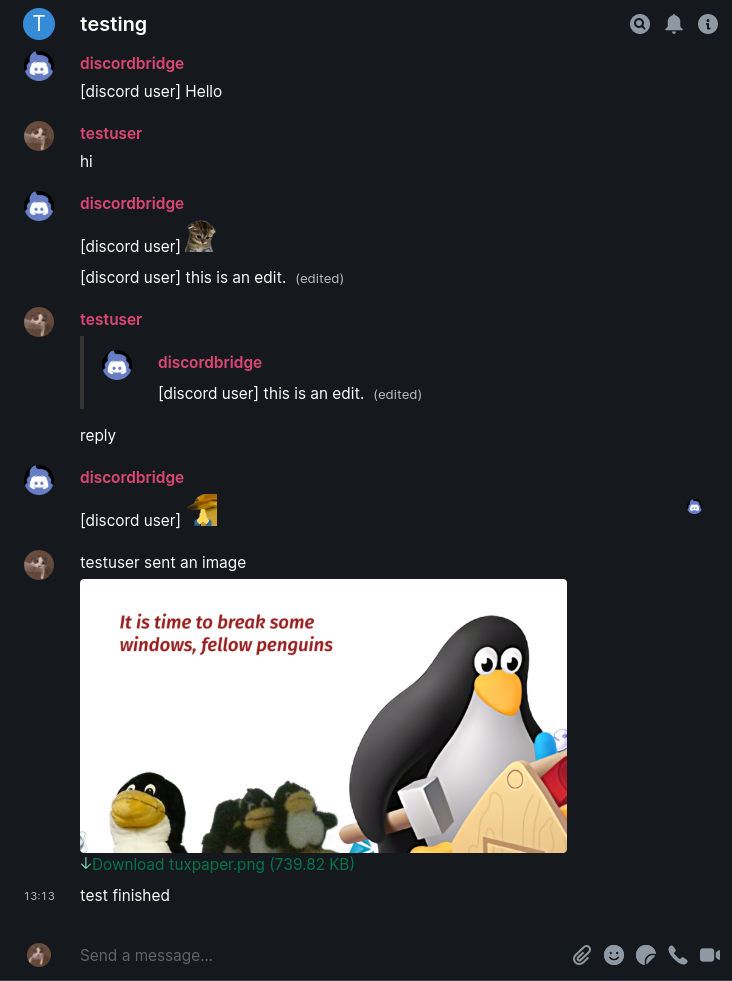 T
testing
discordbridge
[discord user] Hello
testuser
hi
discordbridge
[discord user]
[discord user] this is an edit. (edited)
testuser
discordbridge
[discord user] this is an edit. (edited)
reply
discordbridge
[discord user]
testuser sent an image
It is time to break some
windows, fellow penguins
↓Download tuxpaper.png (739.82 KB)
13:13 test finished
Send a message...